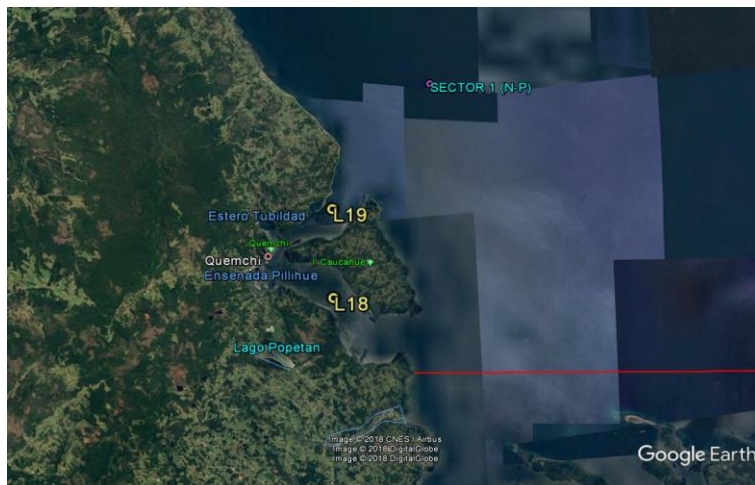 SECTOR 1 (N-P)
L19
Estero Tubildad
Quemchi
Quemchi
I. Caucahue
Ensenada Pillihue
L18
Lago Popetan
Image © 2018 CNES / Airbus
Image © 2018 DigitalGlobe
Image © 2018 DigitalGlobe
Google Earth